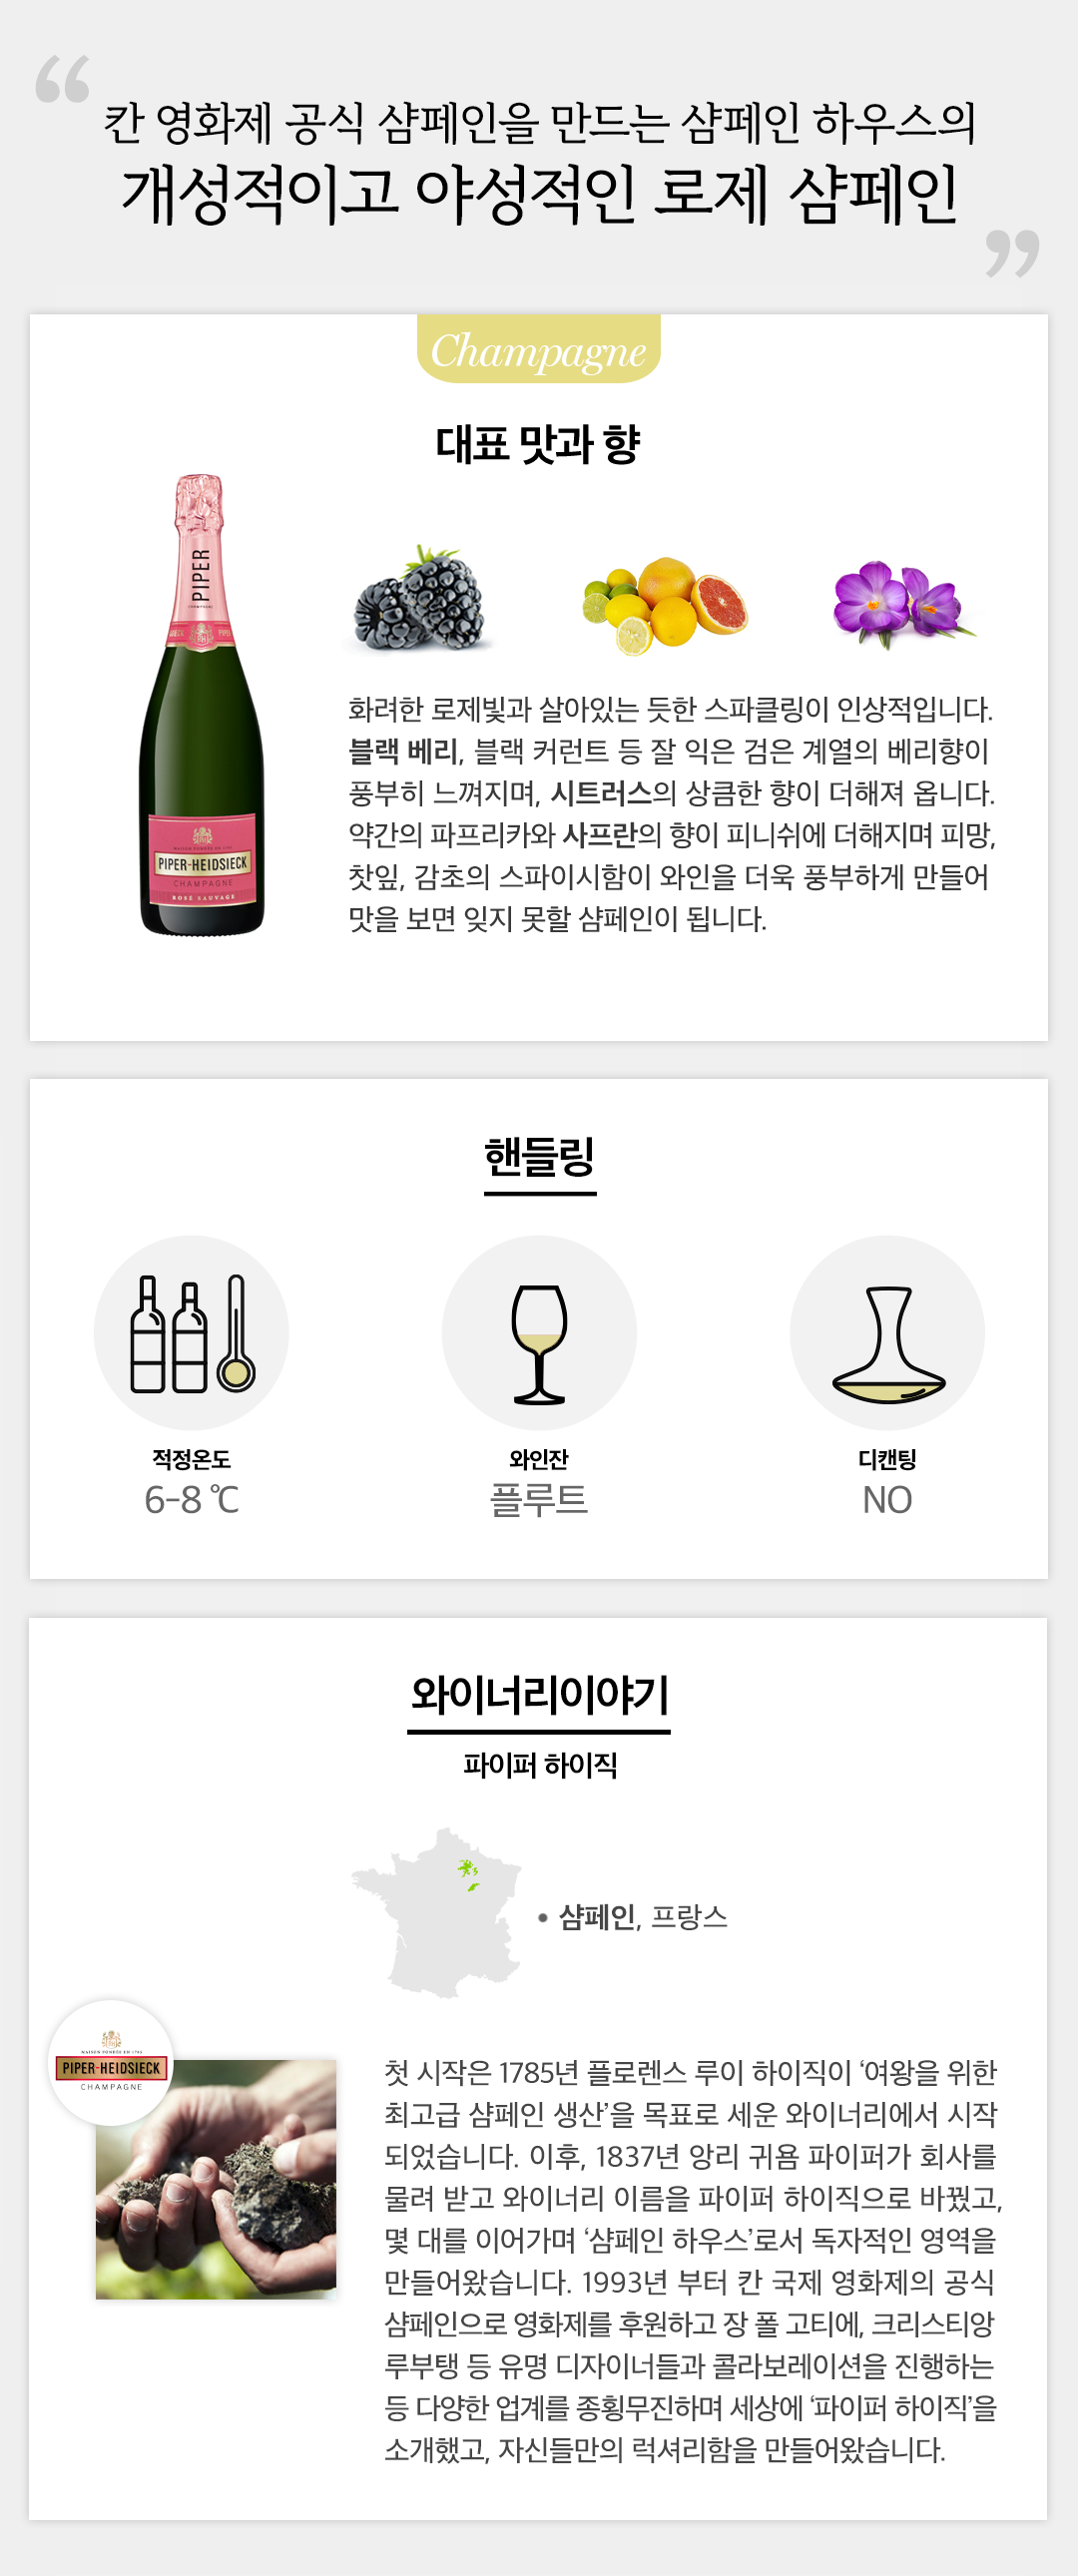 “
칸 영화제 공식 샴페인을 만드는 샴페인 하우스의
개성적이고 야성적인 로제 샴페인
”
Champagne
대표 맛과 향
PIPER
CHAMPAGNE
MAISON FONDÉE EN 1785
PIPER-HEIDSIECK
CHAMPAGNE
ROSÉ SAUVAGE
화려한 로제빛과 살아있는 듯한 스파클링이 인상적입니다.
블랙 베리, 블랙 커런트 등 잘 익은 검은 계열의 베리향이
풍부히 느껴지며, 시트러스의 상큼한 향이 더해져 옵니다.
약간의 파프리카와 사프란의 향이 피니쉬에 더해지며 피망,
찻잎, 감초의 스파이시함이 와인을 더욱 풍부하게 만들어
맛을 보면 잊지 못할 샴페인이 됩니다.
핸들링
적정온도
6-8 ℃
와인잔
플루트
디캔팅
NO
와이너리이야기
파이퍼 하이직
• 샴페인, 프랑스
MAISON FONDÉE EN 1785
PIPER-HEIDSIECK
CHAMPAGNE
첫 시작은 1785년 플로렌스 루이 하이직이 ‘여왕을 위한
최고급 샴페인 생산’을 목표로 세운 와이너리에서 시작
되었습니다. 이후, 1837년 앙리 귀욤 파이퍼가 회사를
물려 받고 와이너리 이름을 파이퍼 하이직으로 바꿨고,
몇 대를 이어가며 ‘샴페인 하우스’로서 독자적인 영역을
만들어왔습니다. 1993년 부터 칸 국제 영화제의 공식
샴페인으로 영화제를 후원하고 장 폴 고티에, 크리스티앙
루부탱 등 유명 디자이너들과 콜라보레이션을 진행하는
등 다양한 업계를 종횡무진하며 세상에 ‘파이퍼 하이직’을
소개했고, 자신들만의 럭셔리함을 만들어왔습니다.